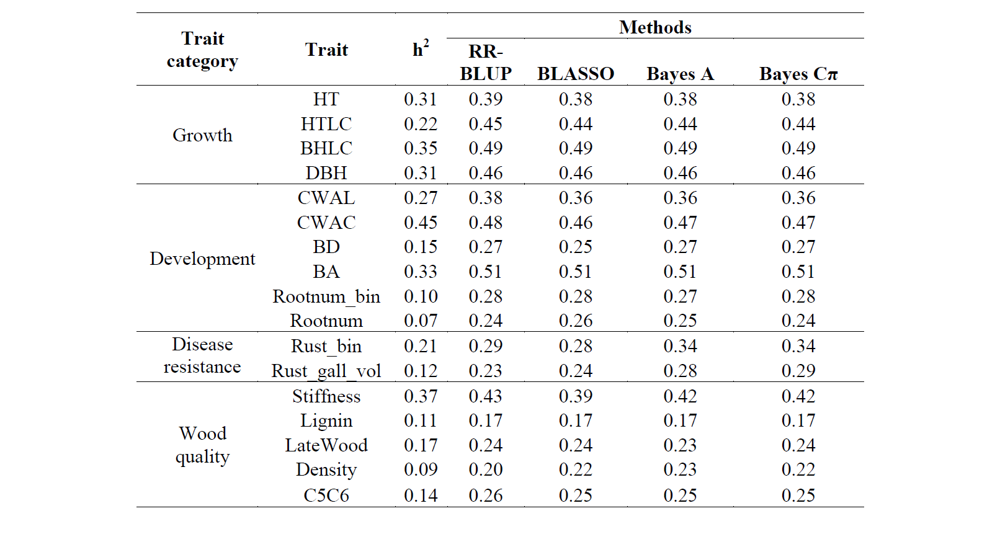 Trait category Trait h² Methods
RR-BLUP BLASSO Bayes A Bayes Cπ
Growth
HT 0.31 0.39 0.38 0.38 0.38
HTLC 0.22 0.45 0.44 0.44 0.44
BHLC 0.35 0.49 0.49 0.49 0.49
DBH 0.31 0.46 0.46 0.46 0.46
Development
CWAL 0.27 0.38 0.36 0.36 0.36
CWAC 0.45 0.48 0.46 0.47 0.47
BD 0.15 0.27 0.25 0.27 0.27
BA 0.33 0.51 0.51 0.51 0.51
Rootnum_bin 0.10 0.28 0.28 0.27 0.28
Rootnum 0.07 0.24 0.26 0.25 0.24
Disease resistance
Rust_bin 0.21 0.29 0.28 0.34 0.34
Rust_gall_vol 0.12 0.23 0.24 0.28 0.29
Wood quality
Stiffness 0.37 0.43 0.39 0.42 0.42
Lignin 0.11 0.17 0.17 0.17 0.17
LateWood 0.17 0.24 0.24 0.23 0.24
Density 0.09 0.20 0.22 0.23 0.22
C5C6 0.14 0.26 0.25 0.25 0.25